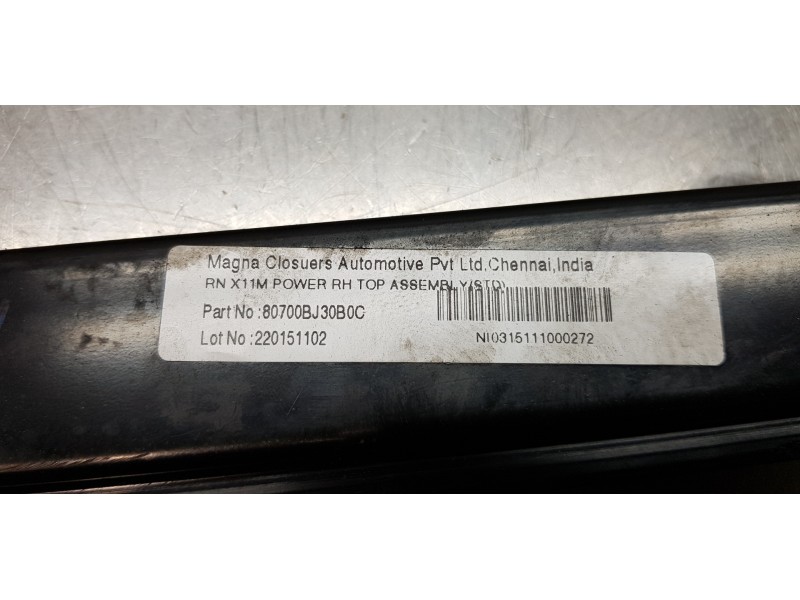 Magna Closuers Automotive Pvt Ltd.Chennai,India
RN X11M POWER RH TOP ASSEMBLY(STD)
Part No :80700BJ30B0C
Lot No :220151102
NI0315111000272